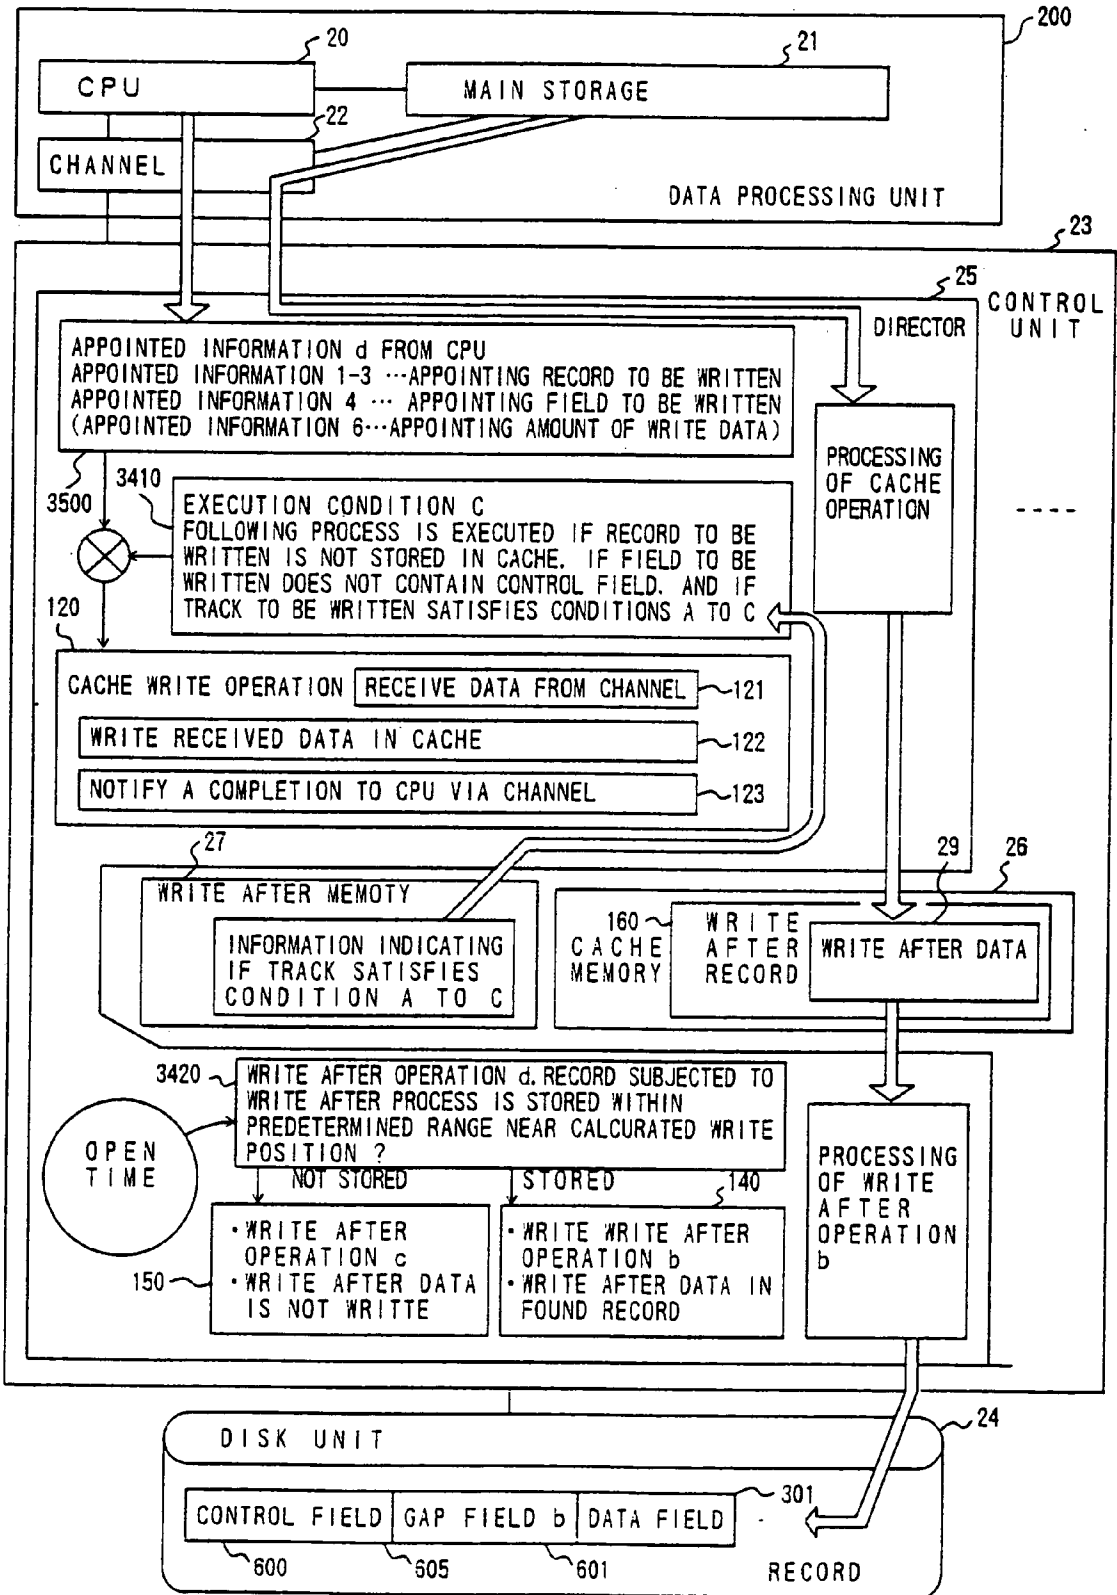 200
20
21
CPU
MAIN STORAGE
22
CHANNEL
DATA PROCESSING UNIT
23
25
CONTROL
UNIT
DIRECTOR
APPOINTED INFORMATION d FROM CPU
APPOINTED INFORMATION 1-3 ··· APPOINTING RECORD TO BE WRITTEN
APPOINTED INFORMATION 4 ··· APPOINTING FIELD TO BE WRITTEN
(APPOINTED INFORMATION 6 ··· APPOINTING AMOUNT OF WRITE DATA)
3500
3410
PROCESSING
OF CACHE
OPERATION
----
EXECUTION CONDITION C
FOLLOWING PROCESS IS EXECUTED IF RECORD TO BE
WRITTEN IS NOT STORED IN CACHE. IF FIELD TO BE
WRITTEN DOES NOT CONTAIN CONTROL FIELD. AND IF
TRACK TO BE WRITTEN SATISFIES CONDITIONS A TO C
120
CACHE WRITE OPERATION
RECEIVE DATA FROM CHANNEL
121
WRITE RECEIVED DATA IN CACHE
122
NOTIFY A COMPLETION TO CPU VIA CHANNEL
123
27
WRITE AFTER MEMOTY
INFORMATION INDICATING
IF TRACK SATISFIES
CONDITION A TO C
29
26
160
CACHE
MEMORY
WRITE
AFTER
RECORD
WRITE AFTER DATA
3420
WRITE AFTER OPERATION d. RECORD SUBJECTED TO
WRITE AFTER PROCESS IS STORED WITHIN
PREDETERMINED RANGE NEAR CALCURATED WRITE
POSITION ?
OPEN
TIME
NOT STORED
STORED
140
150
· WRITE AFTER
OPERATION c
· WRITE AFTER DATA
IS NOT WRITTE
· WRITE WRITE AFTER
OPERATION b
· WRITE AFTER DATA IN
FOUND RECORD
PROCESSING
OF WRITE
AFTER
OPERATION
b
24
DISK UNIT
301
CONTROL FIELD
GAP FIELD b
DATA FIELD
600
605
601
RECORD